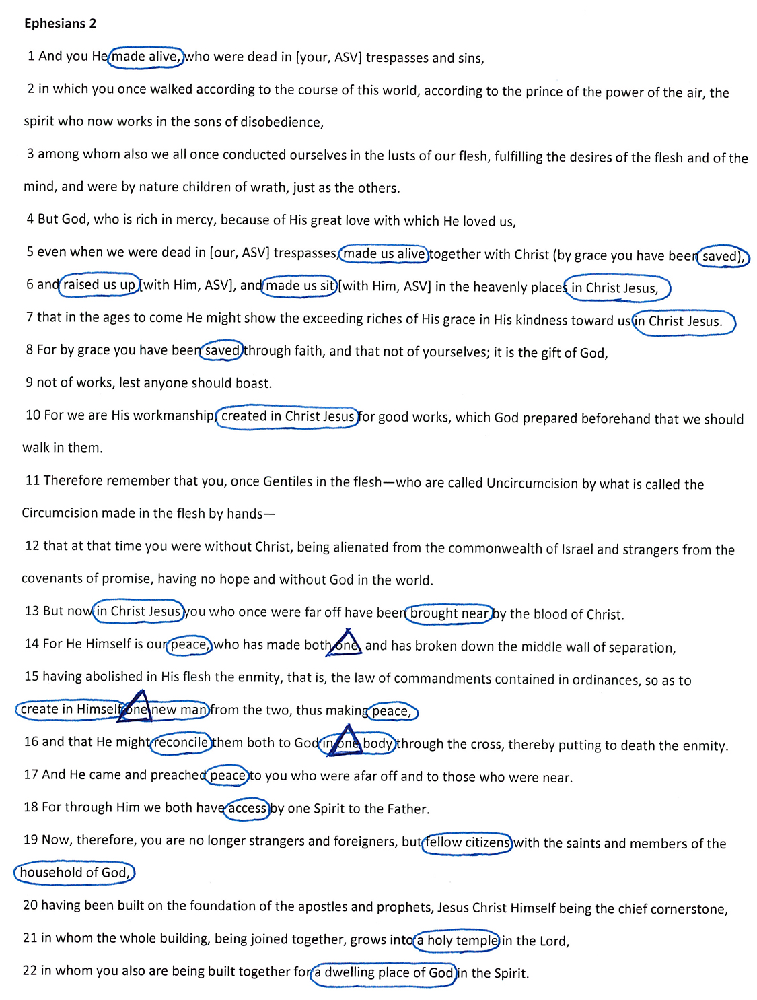 Ephesians 2
1 And you He made alive, who were dead in [your, ASV] trespasses and sins,
2 in which you once walked according to the course of this world, according to the prince of the power of the air, the
spirit who now works in the sons of disobedience,
3 among whom also we all once conducted ourselves in the lusts of our flesh, fulfilling the desires of the flesh and of the
mind, and were by nature children of wrath, just as the others.
4 But God, who is rich in mercy, because of His great love with which He loved us,
5 even when we were dead in [our, ASV] trespasses, made us alive together with Christ (by grace you have been saved),
6 and raised us up [with Him, ASV], and made us sit [with Him, ASV] in the heavenly places in Christ Jesus,
7 that in the ages to come He might show the exceeding riches of His grace in His kindness toward us in Christ Jesus.
8 For by grace you have been saved through faith, and that not of yourselves; it is the gift of God,
9 not of works, lest anyone should boast.
10 For we are His workmanship, created in Christ Jesus for good works, which God prepared beforehand that we should
walk in them.
11 Therefore remember that you, once Gentiles in the flesh—who are called Uncircumcision by what is called the
Circumcision made in the flesh by hands—
12 that at that time you were without Christ, being alienated from the commonwealth of Israel and strangers from the
covenants of promise, having no hope and without God in the world.
13 But now in Christ Jesus you who once were far off have been brought near by the blood of Christ.
14 For He Himself is our peace, who has made both one, and has broken down the middle wall of separation,
15 having abolished in His flesh the enmity, that is, the law of commandments contained in ordinances, so as to
create in Himself one new man from the two, thus making peace,
16 and that He might reconcile them both to God in one body through the cross, thereby putting to death the enmity.
17 And He came and preached peace to you who were afar off and to those who were near.
18 For through Him we both have access by one Spirit to the Father.
19 Now, therefore, you are no longer strangers and foreigners, but fellow citizens with the saints and members of the
household of God,
20 having been built on the foundation of the apostles and prophets, Jesus Christ Himself being the chief cornerstone,
21 in whom the whole building, being joined together, grows into a holy temple in the Lord,
22 in whom you also are being built together for a dwelling place of God in the Spirit.